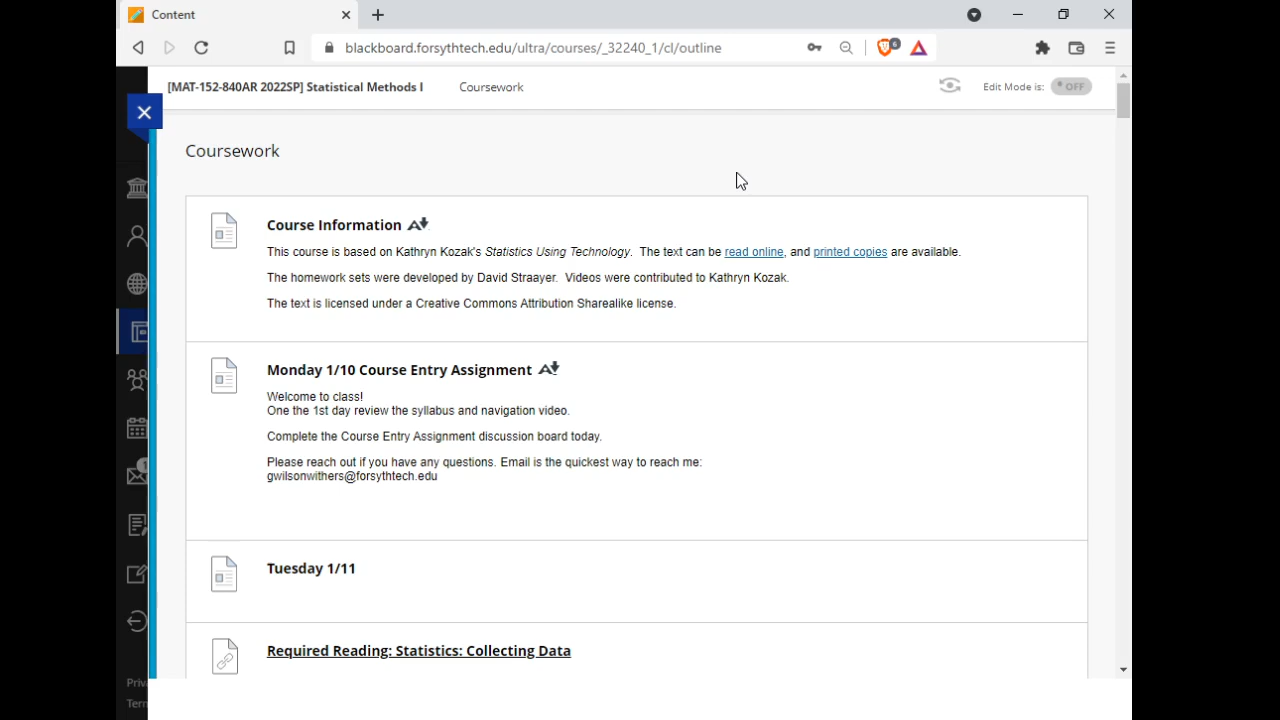 Content
blackboard.forsythtech.edu/ultra/courses/_32240_1/cl/outline
6
[MAT-152-840AR 2022SP] Statistical Methods I
Coursework
Edit Mode is:
OFF
Coursework
Course Information
This course is based on Kathryn Kozak's Statistics Using Technology. The text can be read online, and printed copies are available.
The homework sets were developed by David Straayer. Videos were contributed to Kathryn Kozak.
The text is licensed under a Creative Commons Attribution Sharealike license.
Monday 1/10 Course Entry Assignment
Welcome to class!
One the 1st day review the syllabus and navigation video.
Complete the Course Entry Assignment discussion board today.
Please reach out if you have any questions. Email is the quickest way to reach me:
gwilsonwithers@forsythtech.edu
1
Tuesday 1/11
Required Reading: Statistics: Collecting Data
Priv
Tern